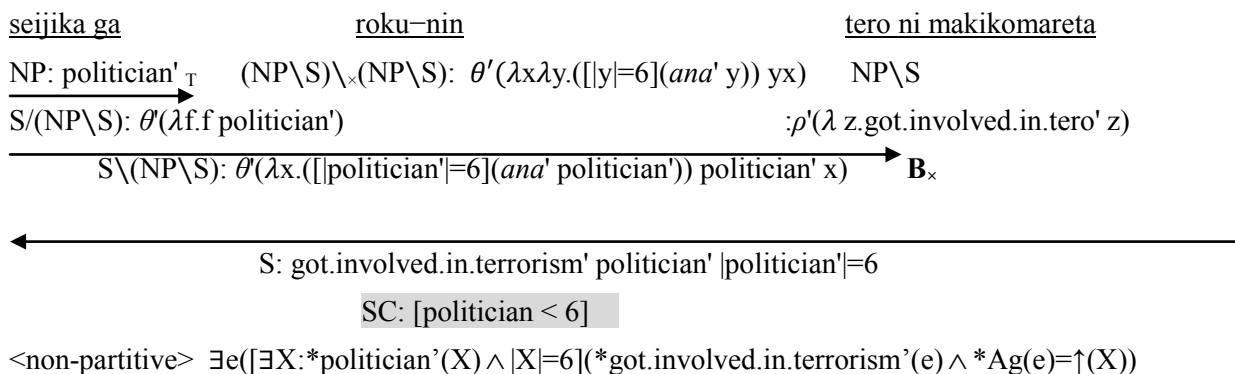 seijika ga roku−nin tero ni makikomareta
NP: politician' T (NP\S)\×(NP\S): θ′(λxλy.([|y|=6](ana' y)) yx) NP\S
S/(NP\S): θ'(λf.f politician') :ρ'(λ z.got.involved.in.tero' z)
S\(NP\S): θ'(λx.([|politician'|=6](ana' politician')) politician' x) B×
S: got.involved.in.terrorism' politician' |politician'|=6
SC: [politician < 6]
<non-partitive> ∃e([∃X:*politician’(X) ∧ |X|=6](*got.involved.in.terrorism’(e) ∧ *Ag(e)=↑(X))